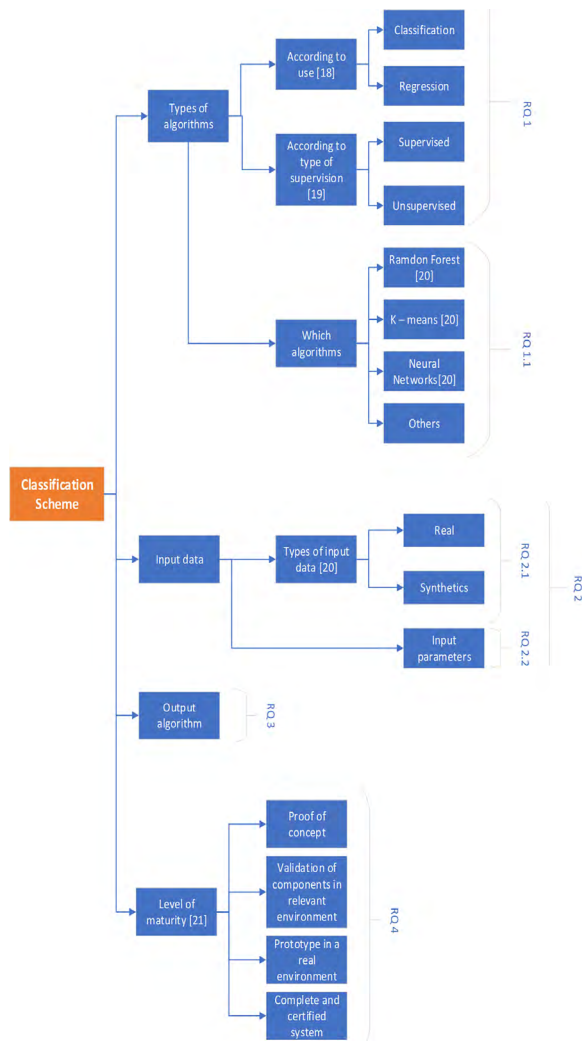 Classification
Regression
According to
use [18]
RQ 1
Types of
algorithms
According to
type of
supervision
[19]
Supervised
Unsupervised
Ramdon Forest
[20]
K – means [20]
Which
algorithms
Neural
Networks[20]
Others
RQ 1.1
Classification
Scheme
Input data
Types of input
data [20]
Real
Synthetics
RQ 2.1
RQ 2
Input
parameters
RQ 2.2
Output
algorithm
RQ 3
Level of
maturity [21]
Proof of
concept
Validation of
components in
relevant
environment
Prototype in a
real
environment
Complete and
certified
system
RQ 4